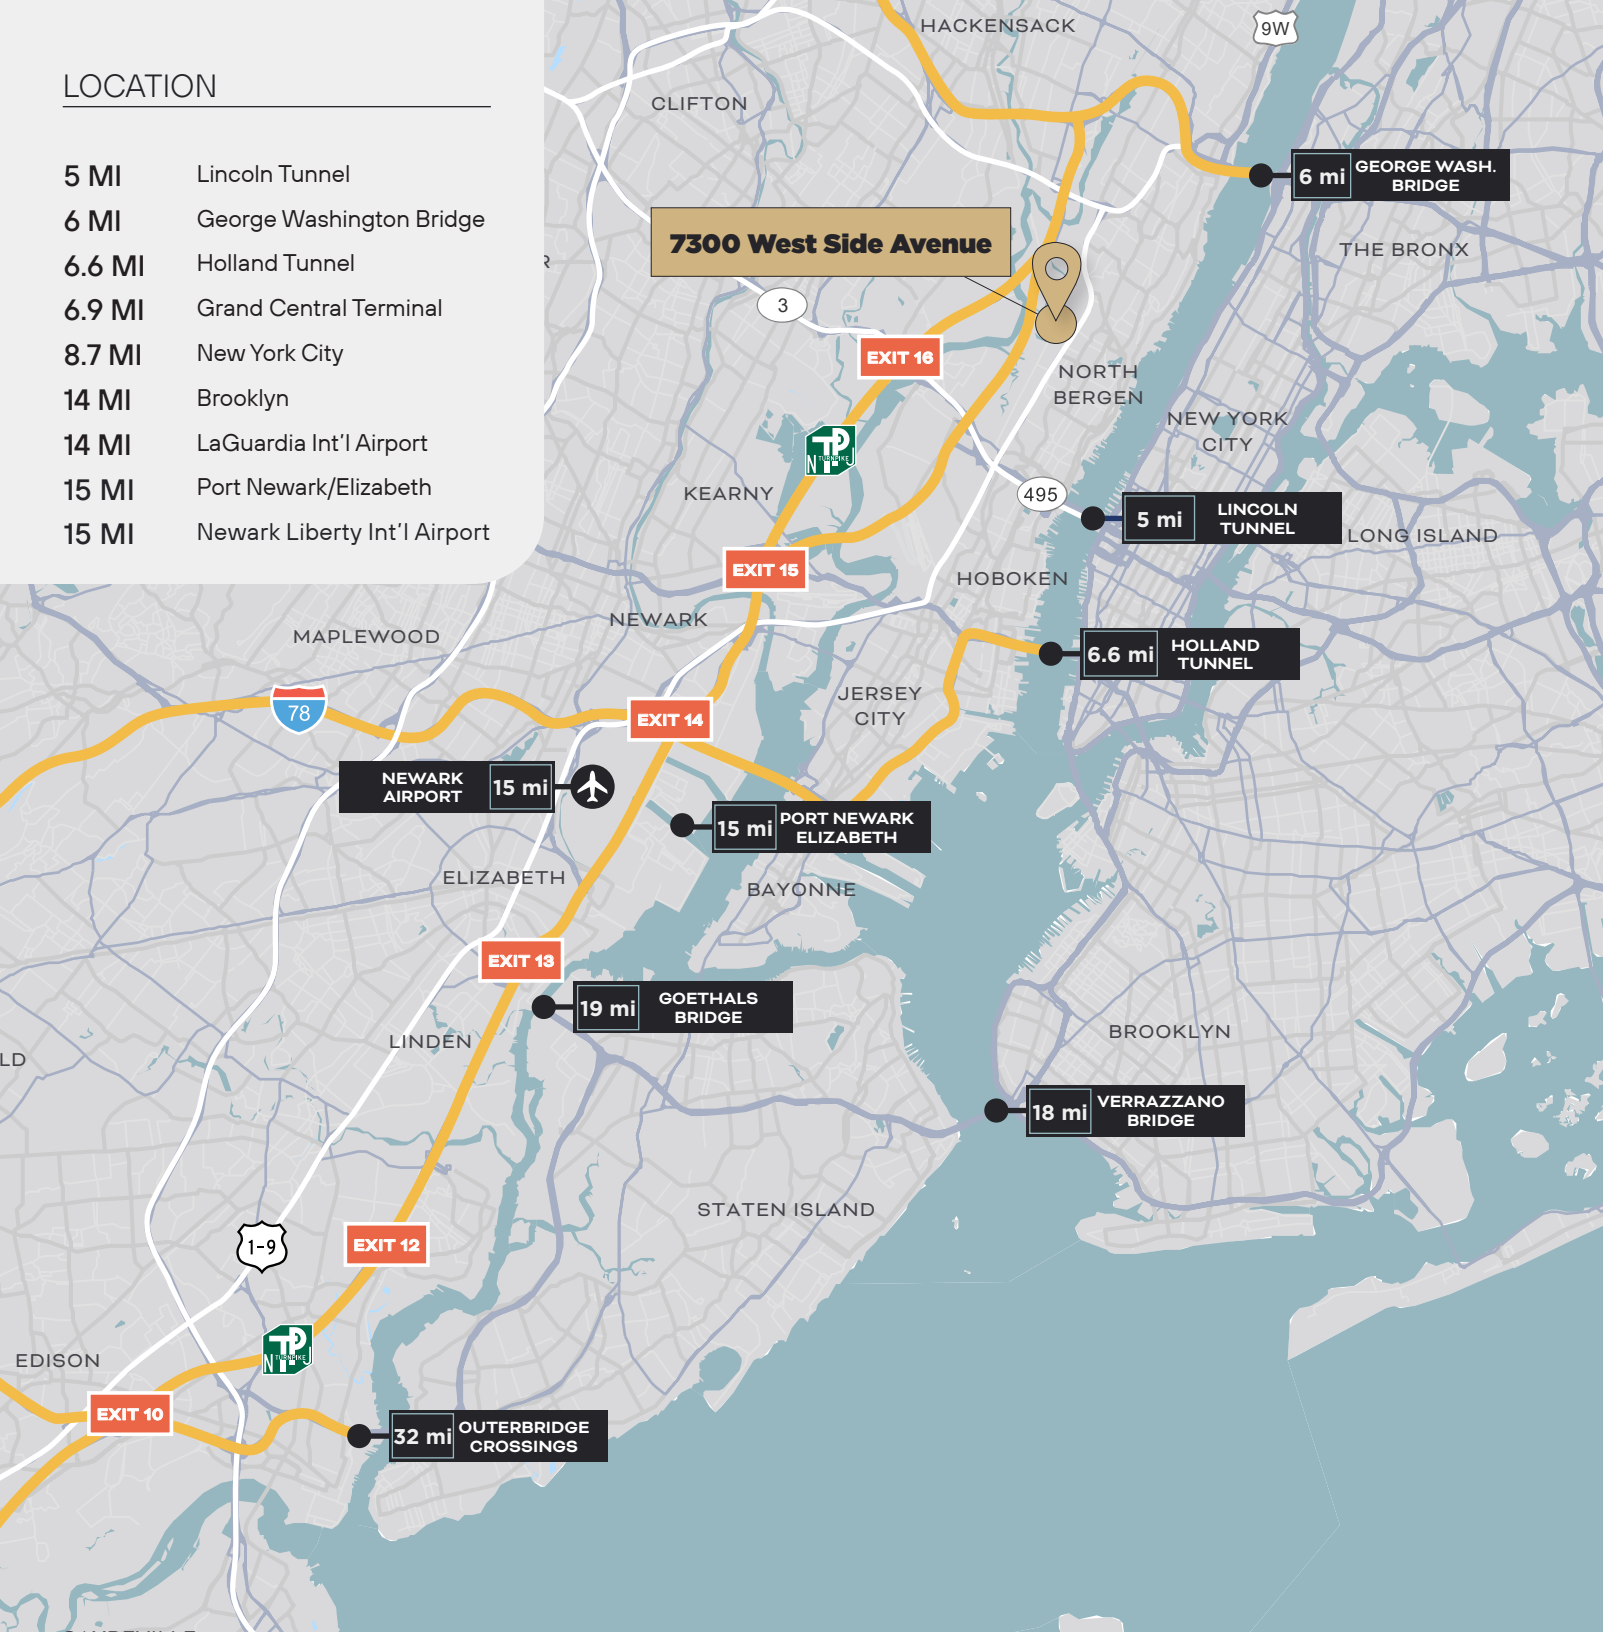 LOCATION
5 MI Lincoln Tunnel
6 MI George Washington Bridge
6.6 MI Holland Tunnel
6.9 MI Grand Central Terminal
8.7 MI New York City
14 MI Brooklyn
14 MI LaGuardia Int'l Airport
15 MI Port Newark/Elizabeth
15 MI Newark Liberty Int'l Airport
HACKENSACK
9W
CLIFTON
6 mi GEORGE WASH.
BRIDGE
7300 West Side Avenue
THE BRONX
R
3
EXIT 16
NORTH
BERGEN
NEW YORK
CITY
N TP J
TURNPIKE
KEARNY
495
5 mi LINCOLN
TUNNEL
LONG ISLAND
EXIT 15
HOBOKEN
NEWARK
MAPLEWOOD
6.6 mi HOLLAND
TUNNEL
JERSEY
CITY
78
EXIT 14
NEWARK
AIRPORT
15 mi
15 mi PORT NEWARK
ELIZABETH
ELIZABETH
BAYONNE
EXIT 13
19 mi GOETHALS
BRIDGE
LINDEN
BROOKLYN
LD
18 mi VERRAZZANO
BRIDGE
STATEN ISLAND
1-9
EXIT 12
N TP J
TURNPIKE
EDISON
EXIT 10
32 mi OUTERBRIDGE
CROSSINGS